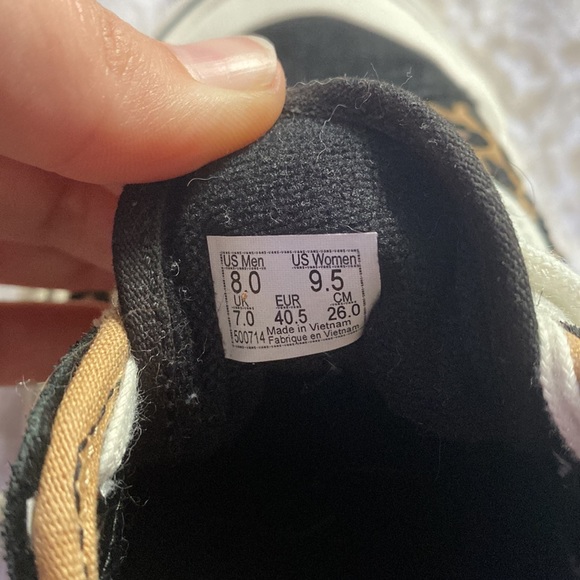 US Men US Women
8.0 9.5
UK EUR CM
7.0 40.5 26.0
500714 Made in Vietnam
Fabriqué en Vietnam